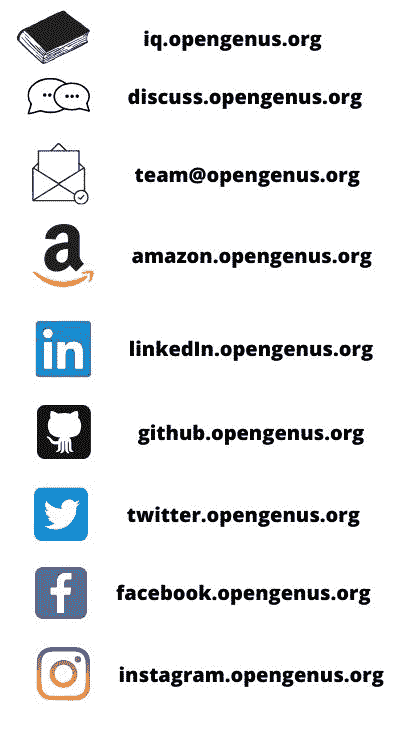 iq.opengenus.org
discuss.opengenus.org
team@opengenus.org
amazon.opengenus.org
linkedIn.opengenus.org
github.opengenus.org
twitter.opengenus.org
facebook.opengenus.org
instagram.opengenus.org